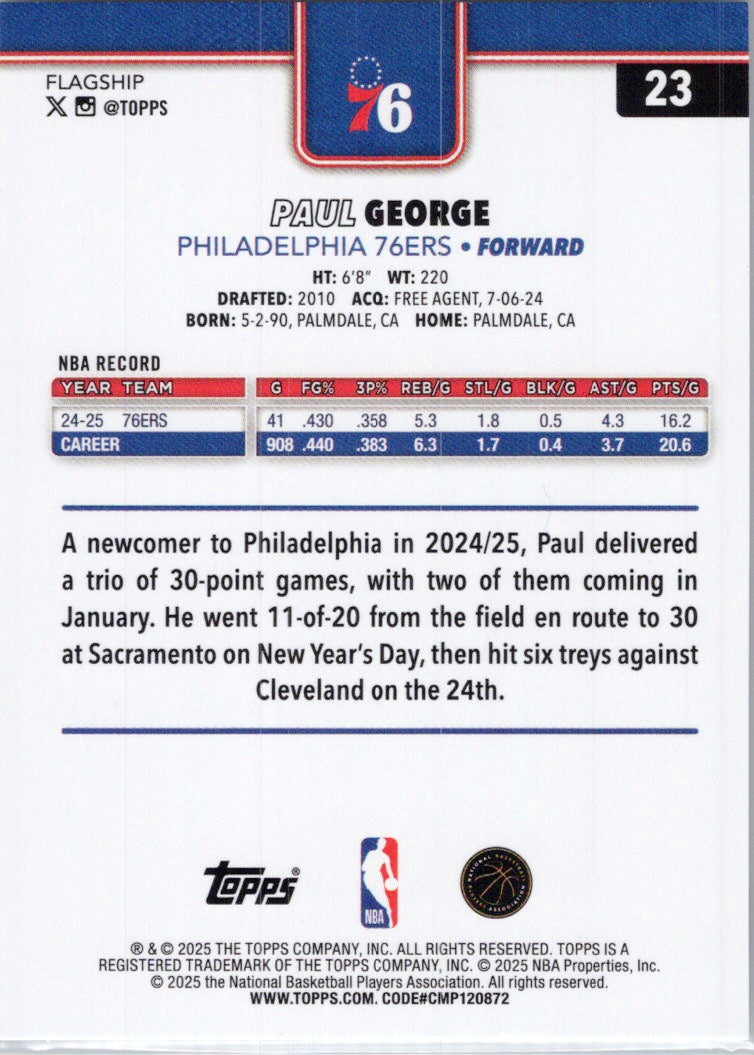 FLAGSHIP
@TOPPS
76
23
PAUL GEORGE
PHILADELPHIA 76ERS • FORWARD
HT: 6'8" WT: 220
DRAFTED: 2010 ACQ: FREE AGENT, 7-06-24
BORN: 5-2-90, PALMDALE, CA HOME: PALMDALE, CA
NBA RECORD
YEAR TEAM G FG% 3P% REB/G STL/G BLK/G AST/G PTS/G
24-25 76ERS 41 .430 .358 5.3 1.8 0.5 4.3 16.2
CAREER 908 .440 .383 6.3 1.7 0.4 3.7 20.6
A newcomer to Philadelphia in 2024/25, Paul delivered
a trio of 30-point games, with two of them coming in
January. He went 11-of-20 from the field en route to 30
at Sacramento on New Year's Day, then hit six treys against
Cleveland on the 24th.
Topps®
NBA
NATIONAL BASKETBALL PLAYERS ASSOCIATION
® & © 2025 THE TOPPS COMPANY, INC. ALL RIGHTS RESERVED. TOPPS IS A
REGISTERED TRADEMARK OF THE TOPPS COMPANY, INC. © 2025 NBA Properties, Inc.
© 2025 the National Basketball Players Association. All rights reserved.
WWW.TOPPS.COM. CODE#CMP120872